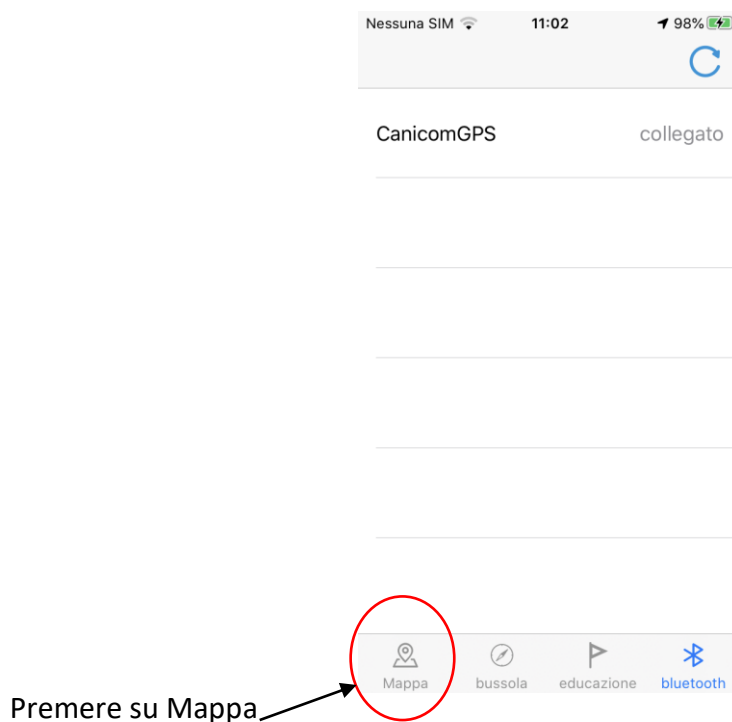 Nessuna SIM 11:02 98%
CanicomGPS collegato
Mappa bussola educazione bluetooth
Premere su Mappa